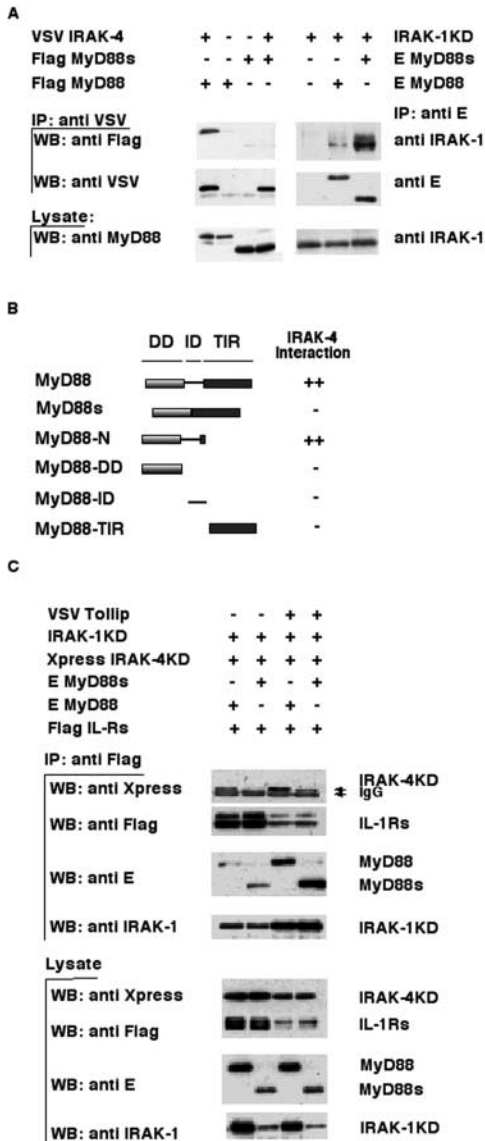 A
VSV IRAK-4 + - - + + + + IRAK-1KD
Flag MyD88s - - + + - - + E MyD88s
Flag MyD88 + + - - - + - E MyD88
IP: anti VSV IP: anti E
WB: anti Flag anti IRAK-1
WB: anti VSV anti E
Lysate:
WB: anti MyD88 anti IRAK-1
B
DD ID TIR IRAK-4
Interaction
MyD88 ++
MyD88s -
MyD88-N ++
MyD88-DD -
MyD88-ID -
MyD88-TIR -
C
VSV Tollip - - + +
IRAK-1KD + + + +
Xpress IRAK-4KD + + + +
E MyD88s - + - +
E MyD88 + - + -
Flag IL-Rs + + + +
IP: anti Flag
WB: anti Xpress IRAK-4KD
IgG
WB: anti Flag IL-1Rs
WB: anti E MyD88
MyD88s
WB: anti IRAK-1 IRAK-1KD
Lysate
WB: anti Xpress IRAK-4KD
WB: anti Flag IL-1Rs
WB: anti E MyD88
MyD88s
WB: anti IRAK-1 IRAK-1KD